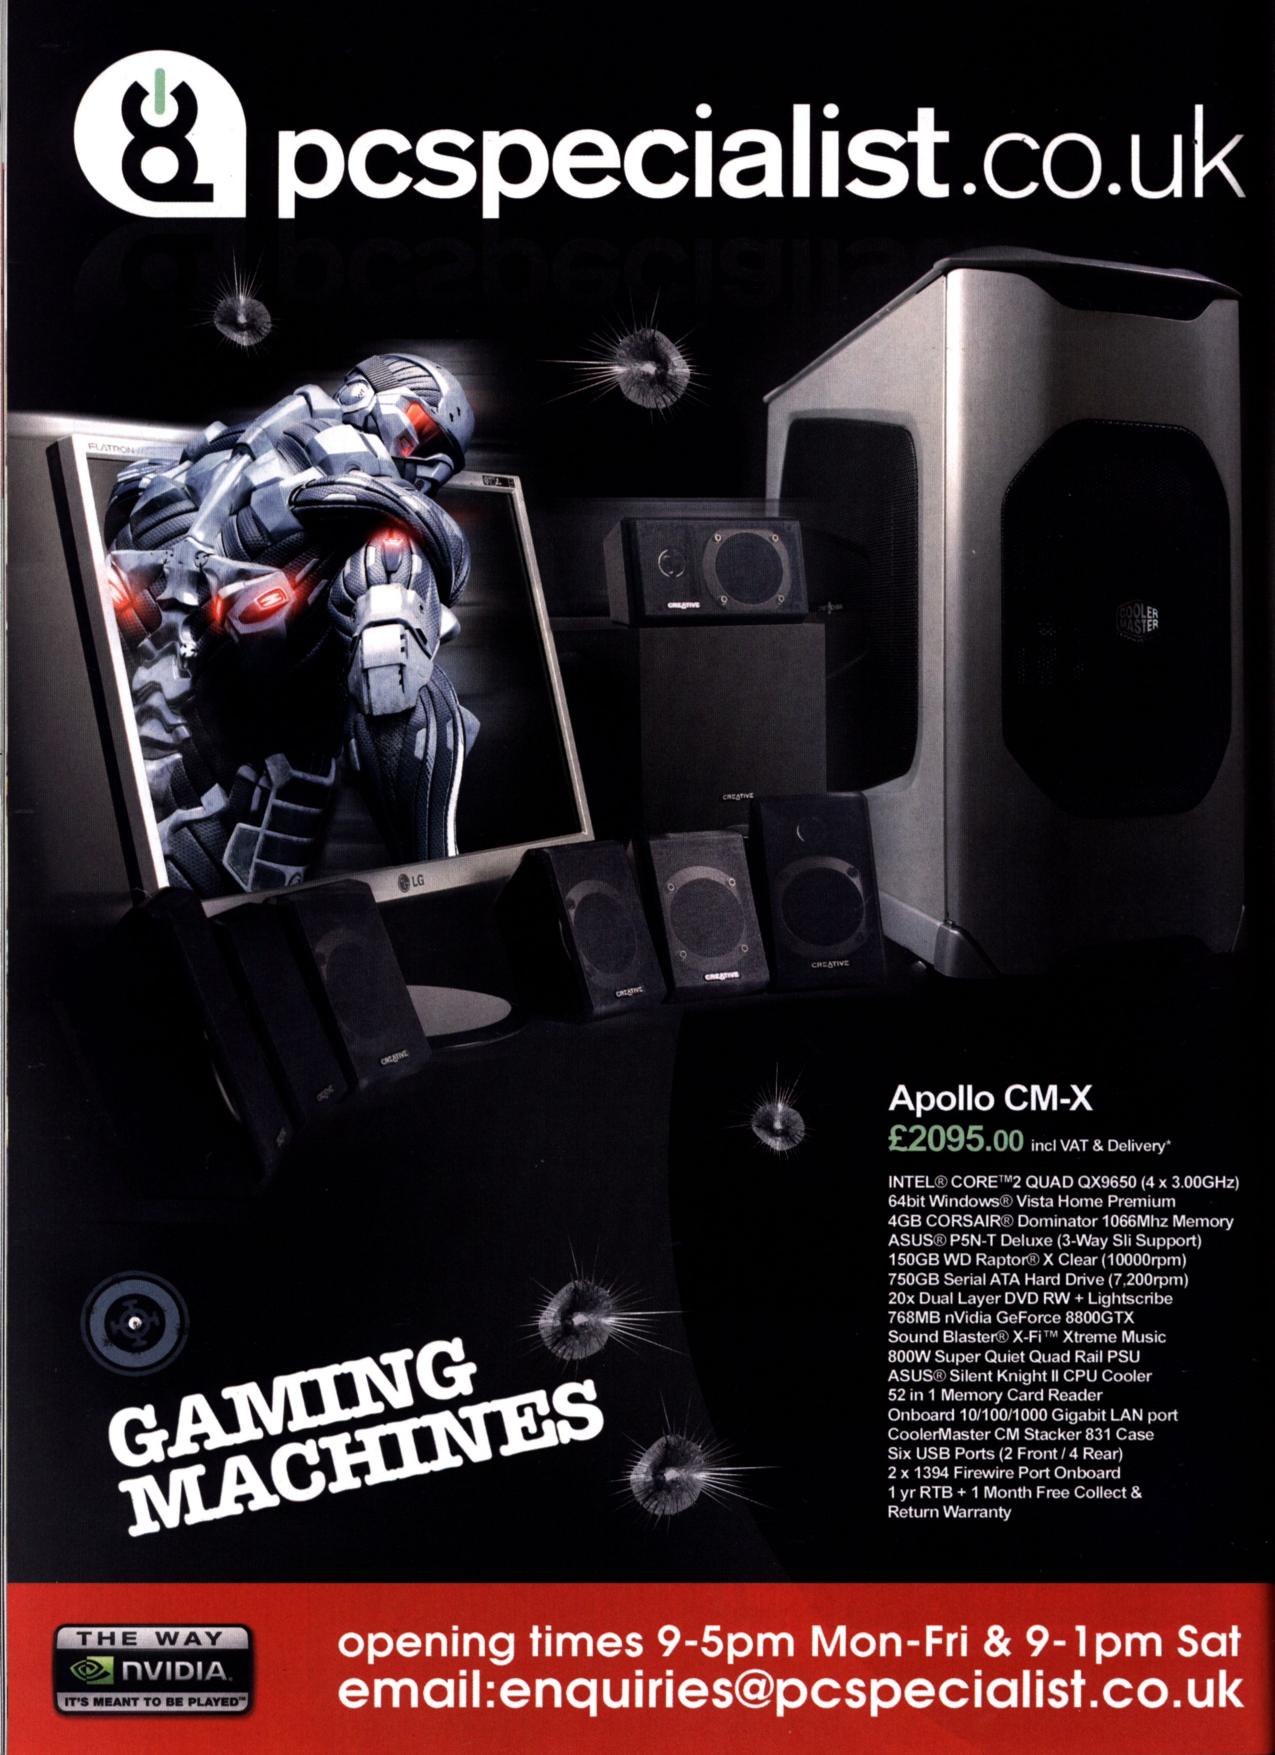 pcspecialist.co.uk
FLATRON
CREATIVE
COOLER
MASTER
CREATIVE
LG
CREATIVE
CREATIVE
CREATIVE
CREATIVE
Apollo CM-X
£2095.00 incl VAT & Delivery*
INTEL® CORE™2 QUAD QX9650 (4 x 3.00GHz)
64bit Windows® Vista Home Premium
4GB CORSAIR® Dominator 1066Mhz Memory
ASUS® P5N-T Deluxe (3-Way Sli Support)
150GB WD Raptor® X Clear (10000rpm)
750GB Serial ATA Hard Drive (7,200rpm)
20x Dual Layer DVD RW + Lightscribe
768MB nVidia GeForce 8800GTX
Sound Blaster® X-Fi™ Xtreme Music
800W Super Quiet Quad Rail PSU
ASUS® Silent Knight II CPU Cooler
52 in 1 Memory Card Reader
Onboard 10/100/1000 Gigabit LAN port
CoolerMaster CM Stacker 831 Case
Six USB Ports (2 Front / 4 Rear)
2 x 1394 Firewire Port Onboard
1 yr RTB + 1 Month Free Collect &
Return Warranty
GAMING
MACHINES
THE WAY
NVIDIA.
IT'S MEANT TO BE PLAYED™
opening times 9-5pm Mon-Fri & 9-1pm Sat
email:enquiries@pcspecialist.co.uk